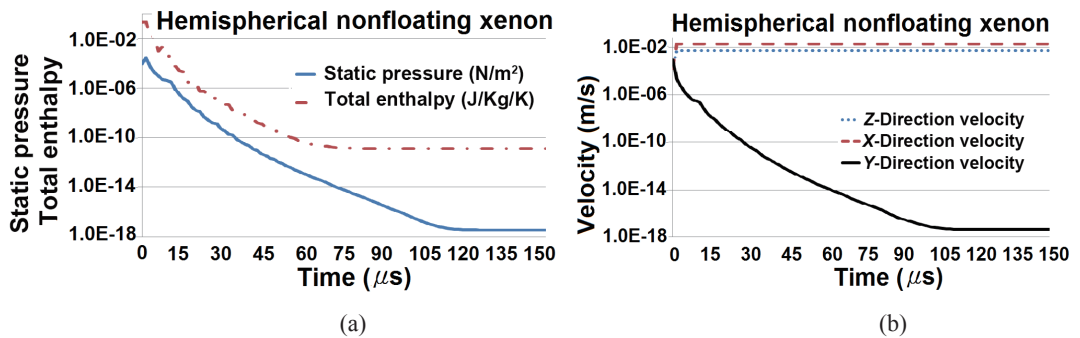 Hemispherical nonfloating xenon
Static pressure
Total enthalpy
1.0E−02
1.0E−06
1.0E−10
1.0E−14
1.0E−18
Static pressure (N/m²)
Total enthalpy (J/Kg/K)
0 15 30 45 60 75 90 105 120 135 150
Time (μs)
(a)
Hemispherical nonfloating xenon
Velocity (m/s)
1.0E−02
1.0E−06
1.0E−10
1.0E−14
1.0E−18
Z-Direction velocity
X-Direction velocity
Y-Direction velocity
0 15 30 45 60 75 90 105 120 135 150
Time (μs)
(b)